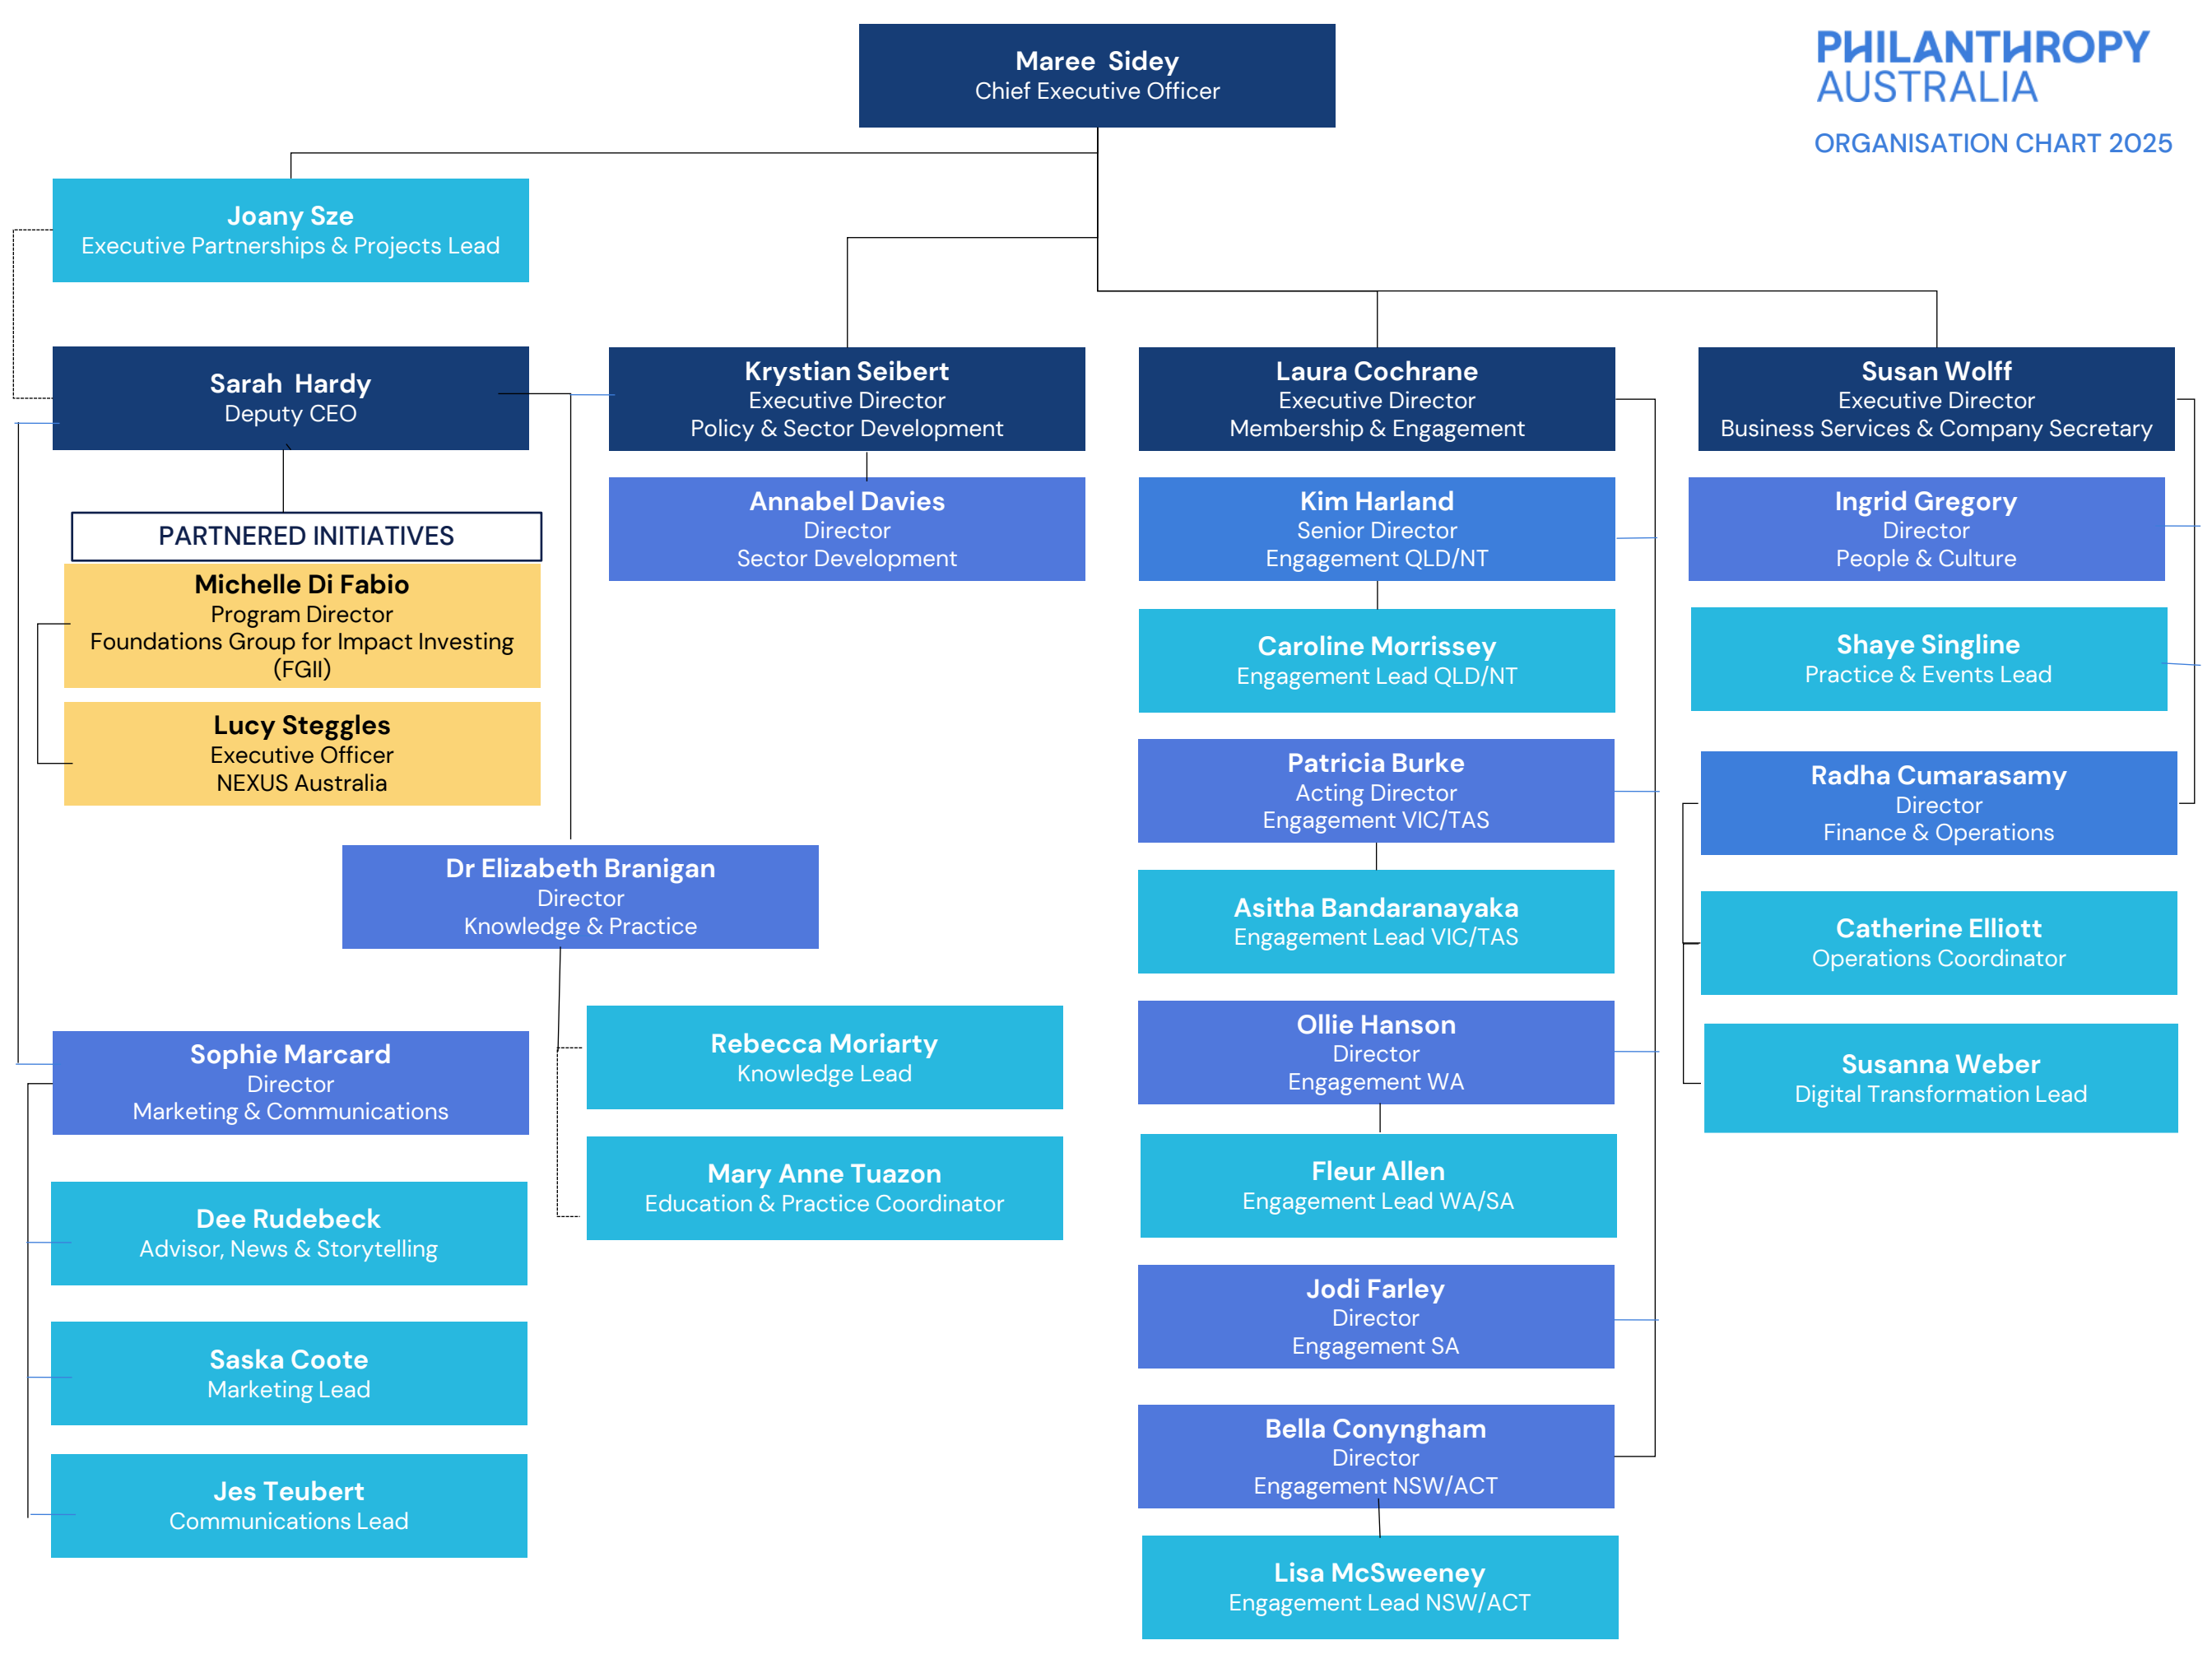 Maree  Sidey
Chief Executive Officer
PHILANTHROPY
AUSTRALIA
ORGANISATION CHART 2025
Joany Sze
Executive Partnerships & Projects Lead
Sarah  Hardy
Deputy CEO
Krystian Seibert
Executive Director
Policy & Sector Development
Laura Cochrane
Executive Director
Membership & Engagement
Susan Wolff
Executive Director
Business Services & Company Secretary
PARTNERED INITIATIVES
Michelle Di Fabio
Program Director
Foundations Group for Impact Investing
(FGII)
Lucy Steggles
Executive Officer
NEXUS Australia
Dr Elizabeth Branigan
Director
Knowledge & Practice
Rebecca Moriarty
Knowledge Lead
Mary Anne Tuazon
Education & Practice Coordinator
Sophie Marcard
Director
Marketing & Communications
Dee Rudebeck
Advisor, News & Storytelling
Saska Coote
Marketing Lead
Jes Teubert
Communications Lead
Annabel Davies
Director
Sector Development
Kim Harland
Senior Director
Engagement QLD/NT
Caroline Morrissey
Engagement Lead QLD/NT
Patricia Burke
Acting Director
Engagement VIC/TAS
Asitha Bandaranayaka
Engagement Lead VIC/TAS
Ollie Hanson
Director
Engagement WA
Fleur Allen
Engagement Lead WA/SA
Jodi Farley
Director
Engagement SA
Bella Conyngham
Director
Engagement NSW/ACT
Lisa McSweeney
Engagement Lead NSW/ACT
Ingrid Gregory
Director
People & Culture
Shaye Singline
Practice & Events Lead
Radha Cumarasamy
Director
Finance & Operations
Catherine Elliott
Operations Coordinator
Susanna Weber
Digital Transformation Lead